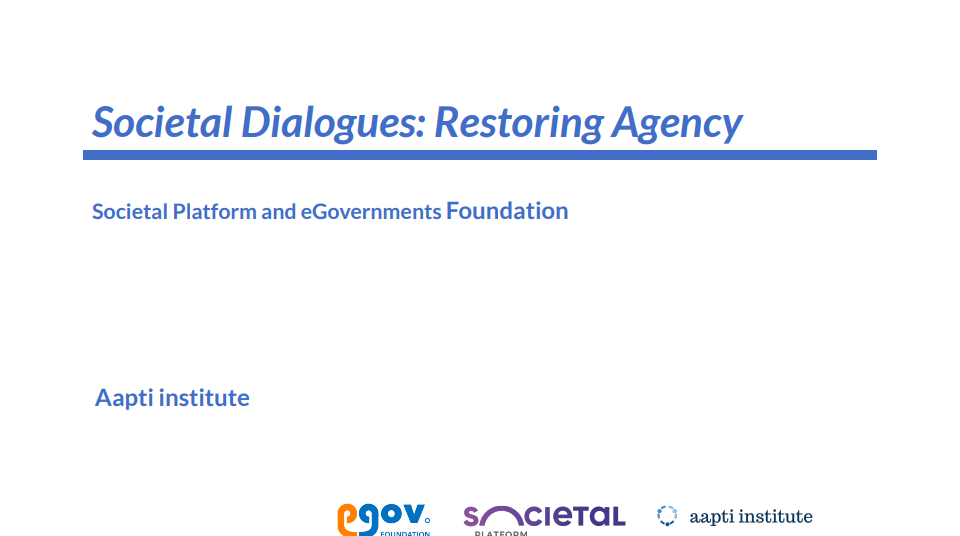 Societal Dialogues: Restoring Agency
Societal Platform and eGovernments Foundation
Aapti institute
egov.
FOUNDATION
societal
PLATFORM
aapti institute